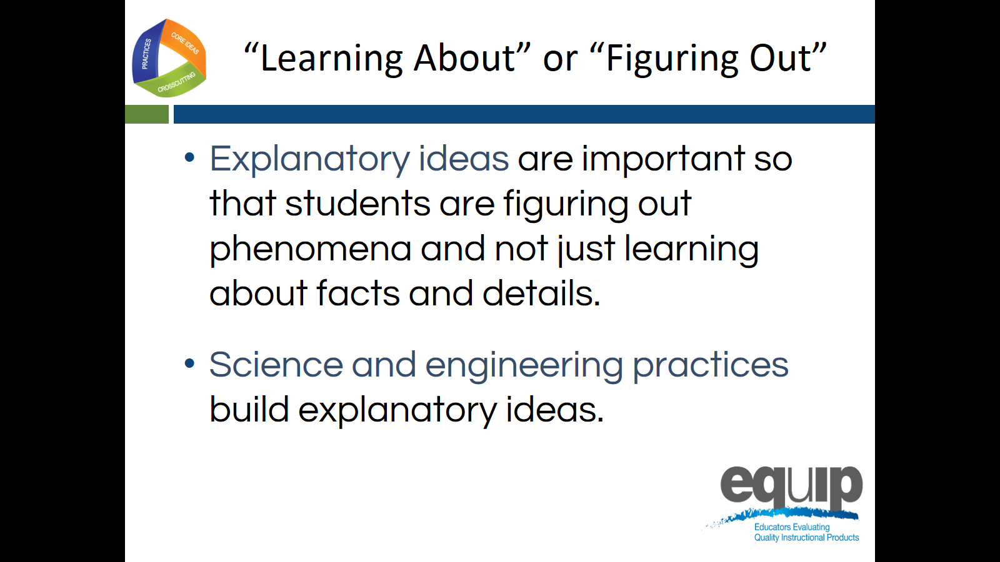 PRACTICES
CORE IDEAS
CROSSCUTTING
“Learning About” or “Figuring Out”
• Explanatory ideas are important so
that students are figuring out
phenomena and not just learning
about facts and details.
• Science and engineering practices
build explanatory ideas.
equip
Educators Evaluating
Quality Instructional Products